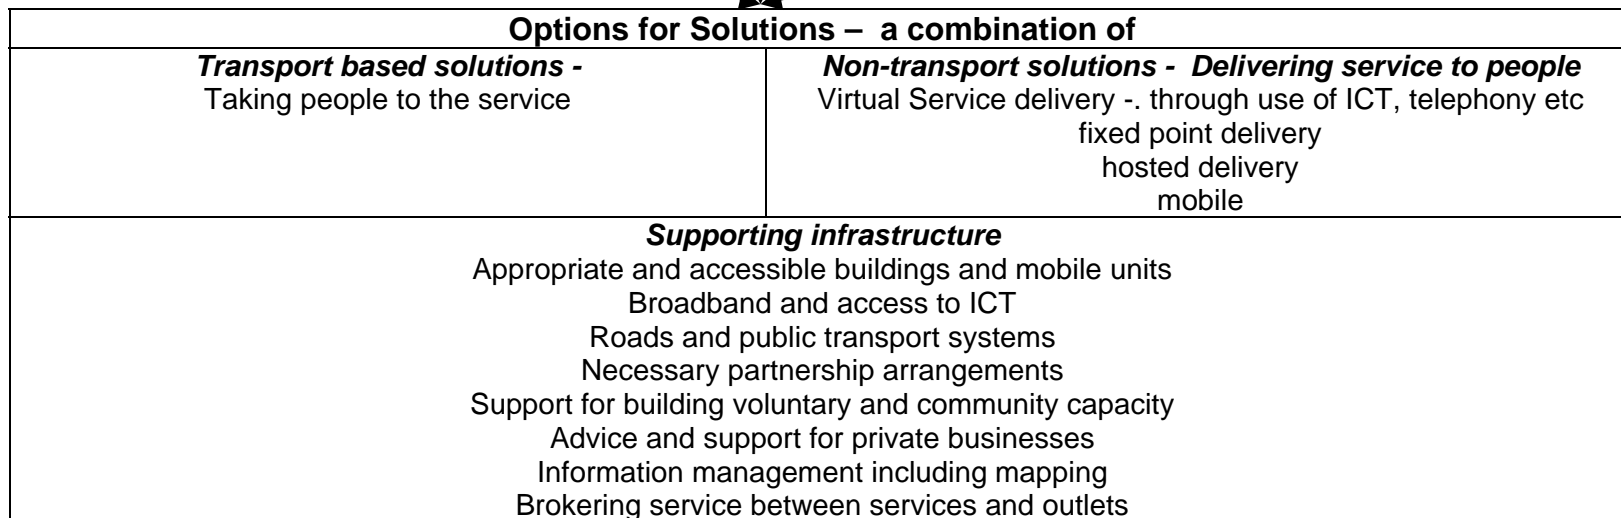 Options for Solutions – a combination of
Transport based solutions -
Taking people to the service
Non-transport solutions - Delivering service to people
Virtual Service delivery -. through use of ICT, telephony etc
fixed point delivery
hosted delivery
mobile
Supporting infrastructure
Appropriate and accessible buildings and mobile units
Broadband and access to ICT
Roads and public transport systems
Necessary partnership arrangements
Support for building voluntary and community capacity
Advice and support for private businesses
Information management including mapping
Brokering service between services and outlets